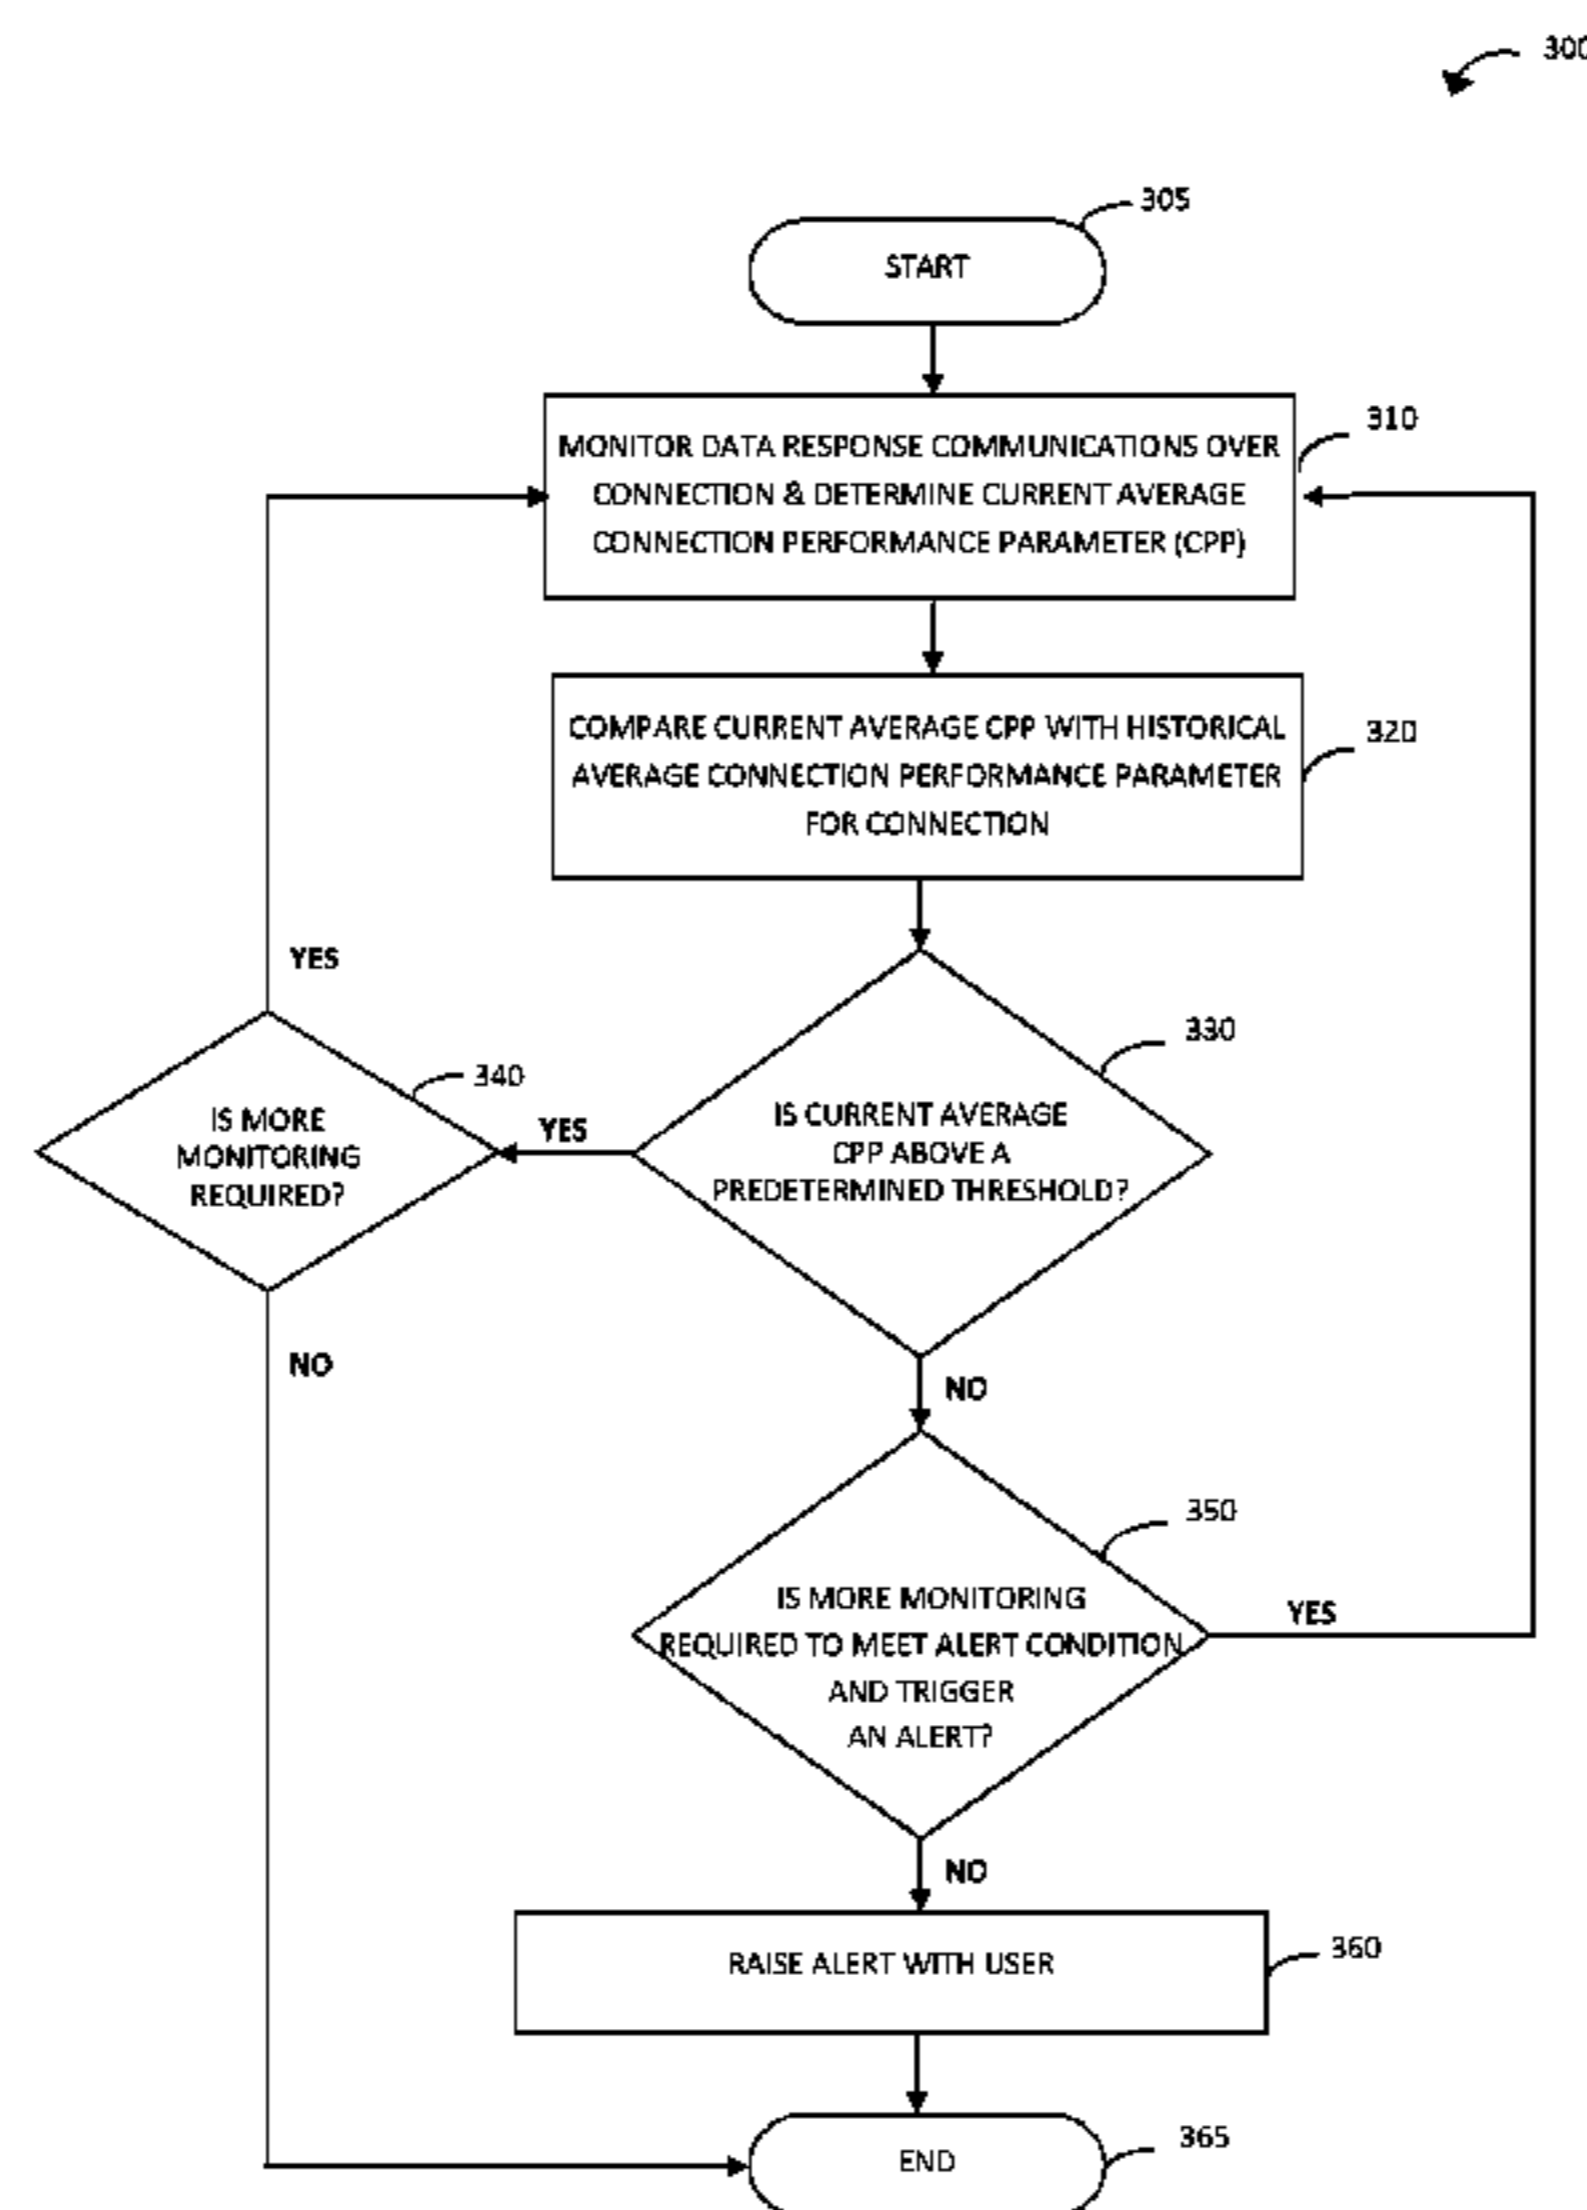 300
305
START
310
MONITOR DATA RESPONSE COMMUNICATIONS OVER
CONNECTION & DETERMINE CURRENT AVERAGE
CONNECTION PERFORMANCE PARAMETER (CPP)
320
COMPARE CURRENT AVERAGE CPP WITH HISTORICAL
AVERAGE CONNECTION PERFORMANCE PARAMETER
FOR CONNECTION
YES
330
340
IS MORE
MONITORING
REQUIRED?
YES
IS CURRENT AVERAGE
CPP ABOVE A
PREDETERMINED THRESHOLD?
NO
NO
350
IS MORE MONITORING
REQUIRED TO MEET ALERT CONDITION
AND TRIGGER
AN ALERT?
YES
NO
360
RAISE ALERT WITH USER
365
END